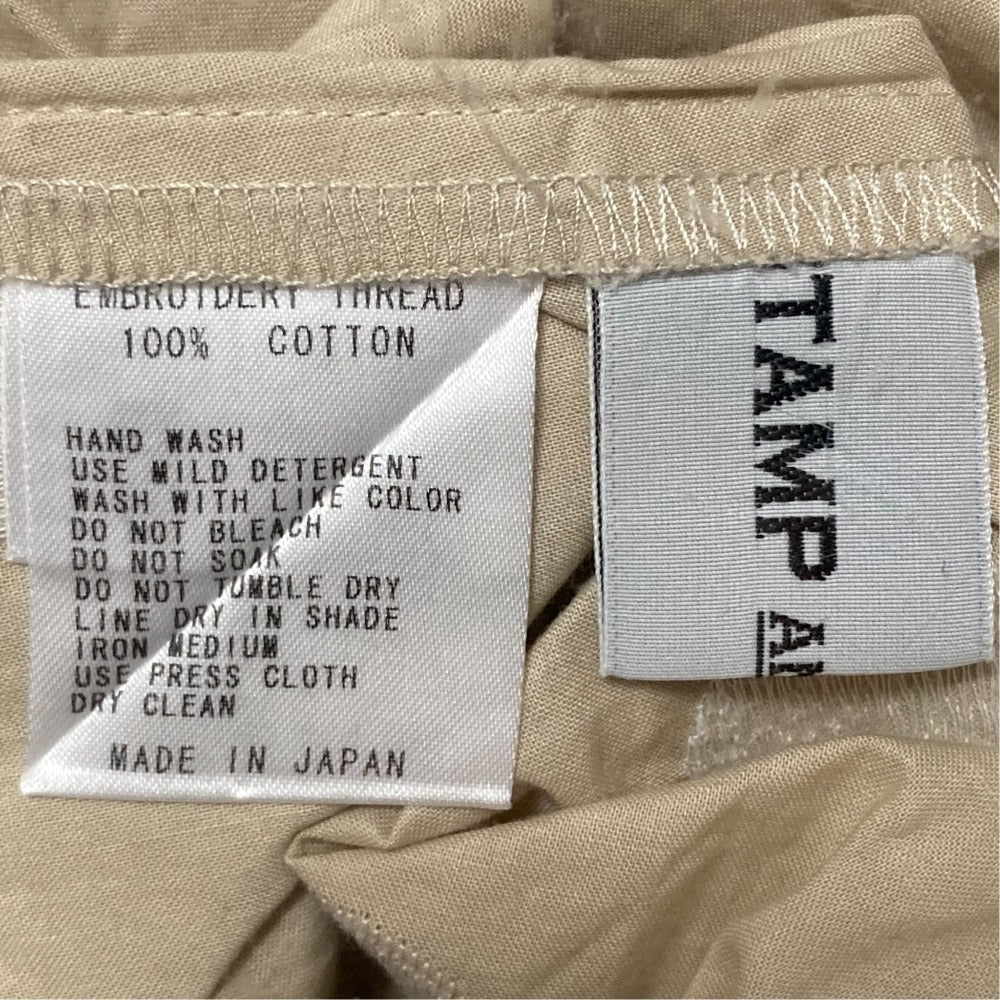 EMBROIDERY THREAD
100% COTTON
HAND WASH
USE MILD DETERGENT
WASH WITH LIKE COLOR
DO NOT BLEACH
DO NOT SOAK
DO NOT TUMBLE DRY
LINE DRY IN SHADE
IRON MEDIUM
USE PRESS CLOTH
DRY CLEAN
MADE IN JAPAN
TAMP